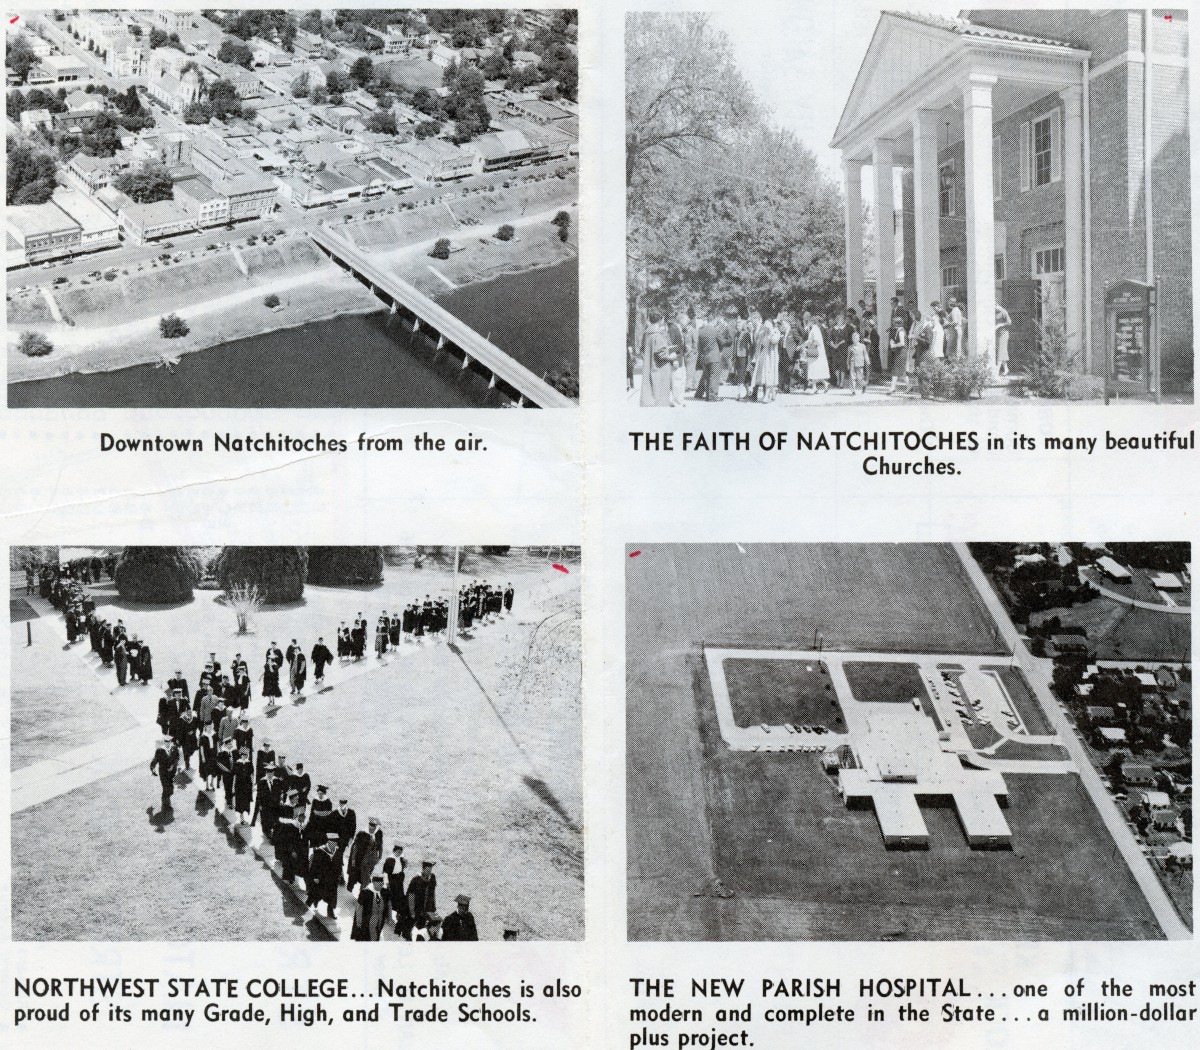 Downtown Natchitoches from the air.
THE FAITH OF NATCHITOCHES in its many beautiful
Churches.
NORTHWEST STATE COLLEGE...Natchitoches is also
proud of its many Grade, High, and Trade Schools.
THE NEW PARISH HOSPITAL...one of the most
modern and complete in the State...a million-dollar
plus project.